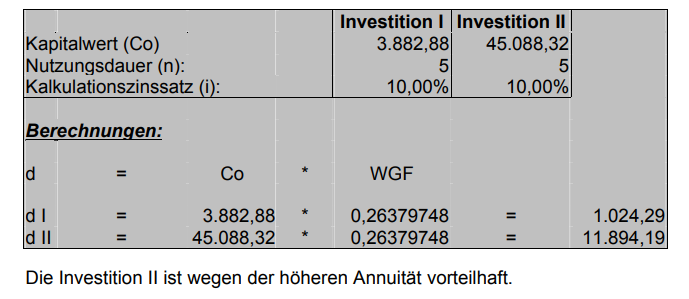 Investition I Investition II
Kapitalwert (Co) 3.882,88 45.088,32
Nutzungsdauer (n): 5 5
Kalkulationszinssatz (i): 10,00% 10,00%
Berechnungen:
d = Co * WGF
d I = 3.882,88 * 0,26379748 = 1.024,29
d II = 45.088,32 * 0,26379748 = 11.894,19
Die Investition II ist wegen der höheren Annuität vorteilhaft.